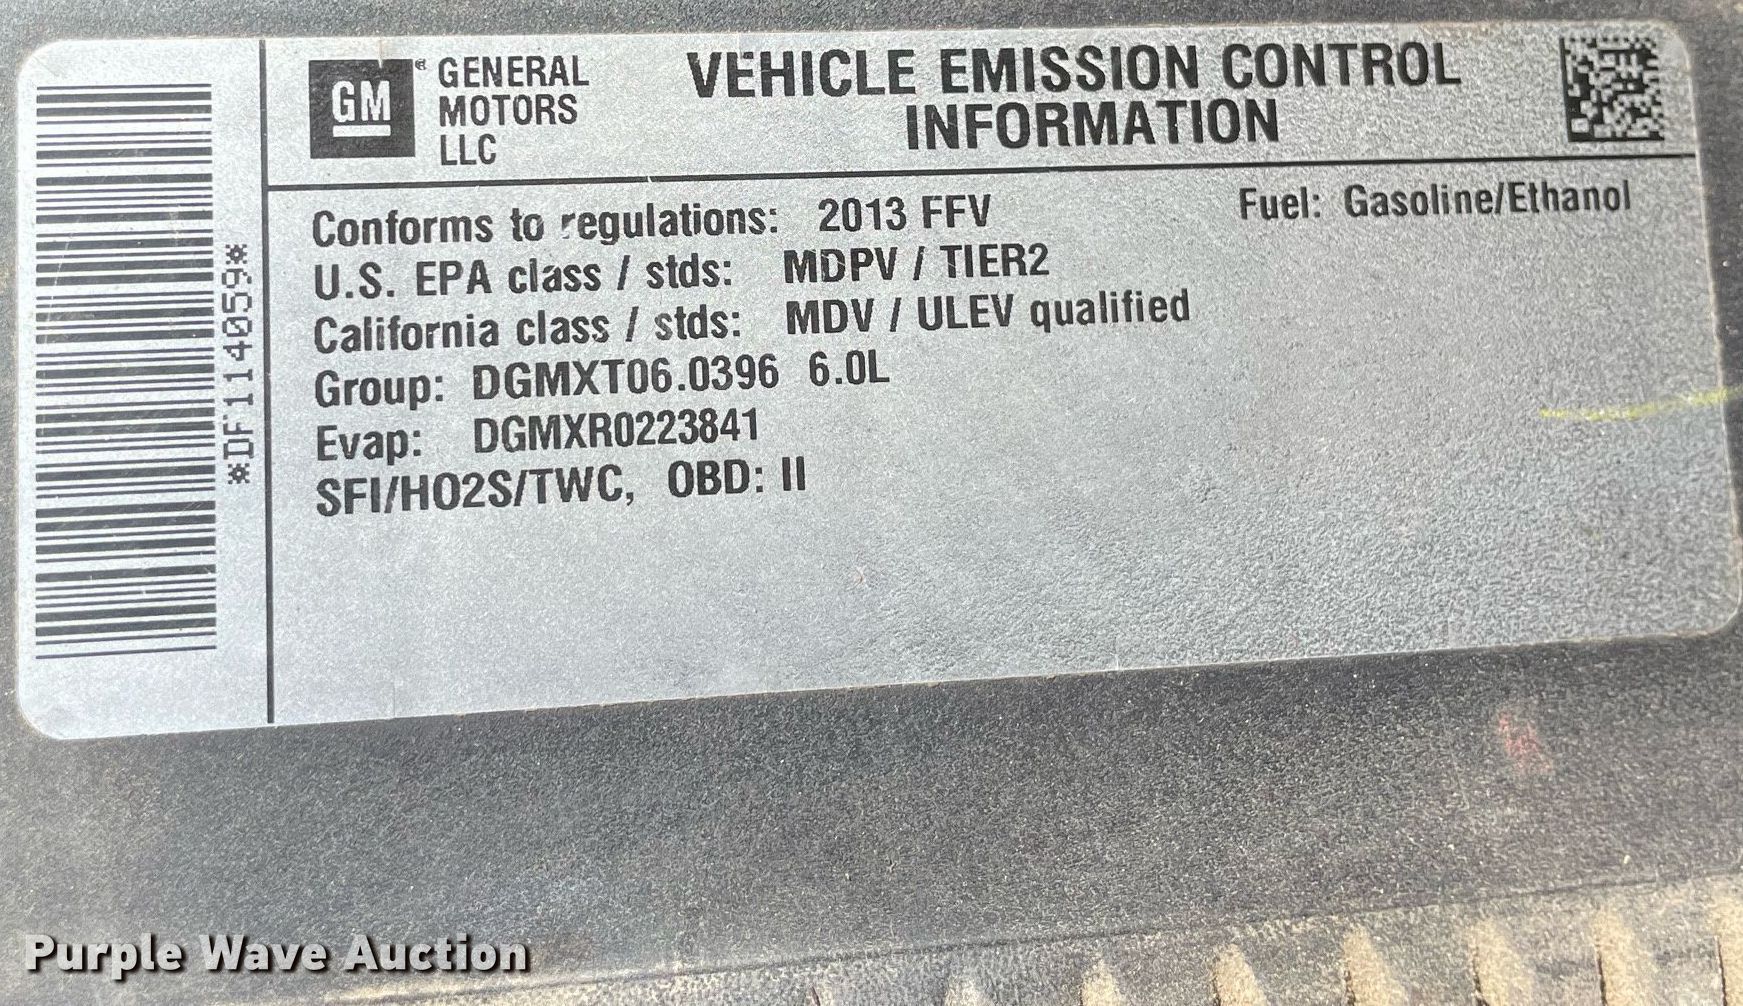 GM
GENERAL
MOTORS
LLC
VEHICLE EMISSION CONTROL
INFORMATION
Conforms to regulations: 2013 FFV
Fuel: Gasoline/Ethanol
U.S. EPA class / stds: MDPV / TIER2
California class / stds: MDV / ULEV qualified
Group: DGMXT06.0396 6.0L
Evap: DGMXR0223841
SFI/HO2S/TWC, OBD: II
*DF114059*
Purple Wave Auction